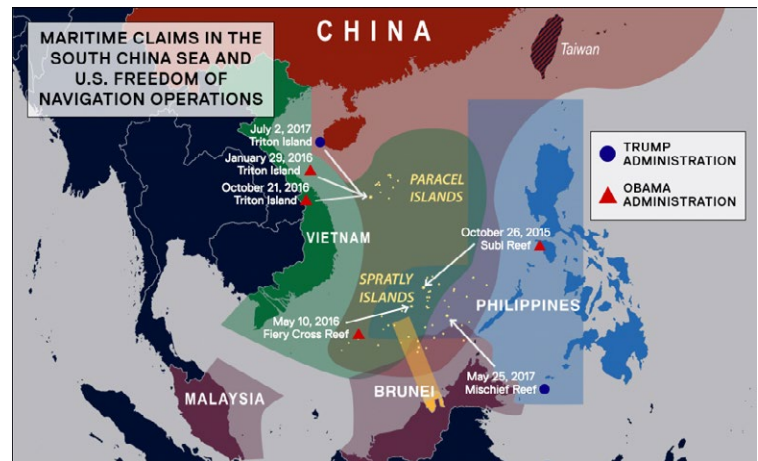 MARITIME CLAIMS IN THE
SOUTH CHINA SEA AND
U.S. FREEDOM OF
NAVIGATION OPERATIONS
CHINA
Taiwan
July 2, 2017
Triton Island
January 29, 2016
Triton Island
October 21, 2016
Triton Island
PARACEL
ISLANDS
TRUMP
ADMINISTRATION
OBAMA
ADMINISTRATION
VIETNAM
October 26, 2015
Subi Reef
SPRATLY
ISLANDS
PHILIPPINES
May 10, 2016
Fiery Cross Reef
May 25, 2017
Mischief Reef
MALAYSIA
BRUNEI